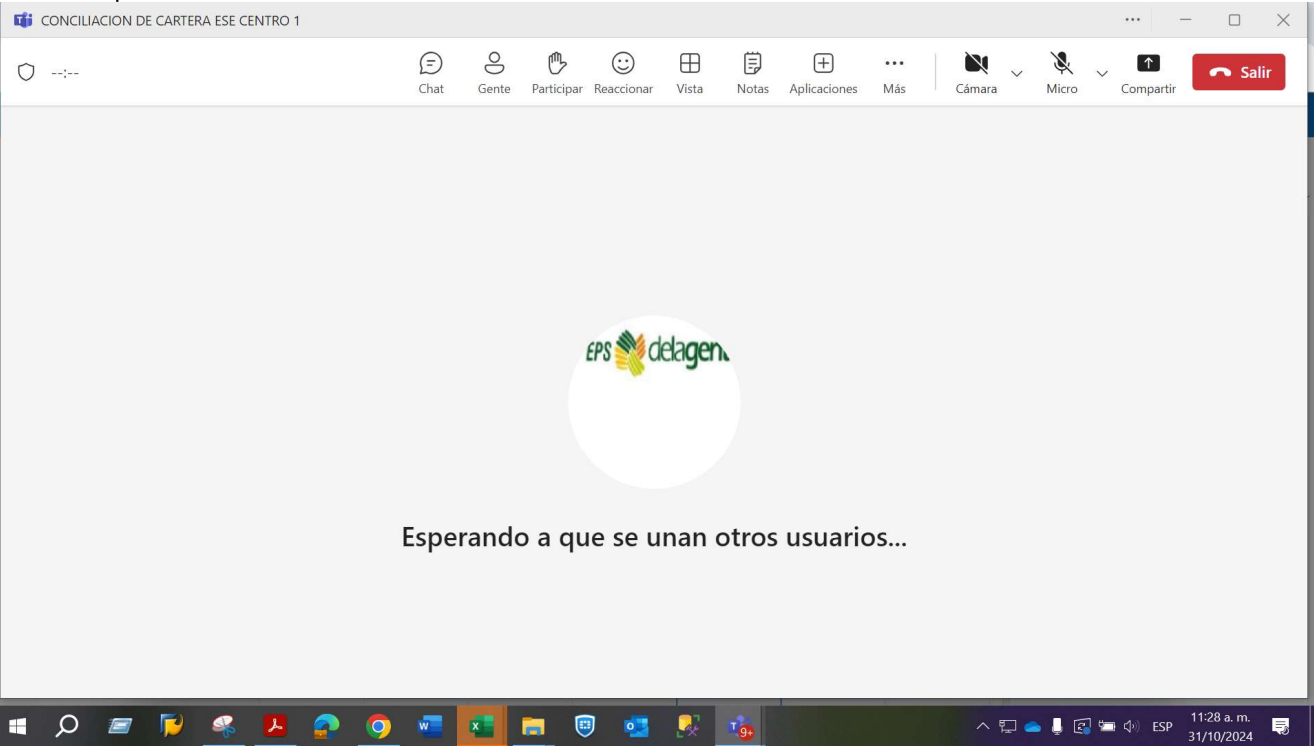 CONCILIACION DE CARTERA ESE CENTRO 1
--:--
Chat Gente Participar Reaccionar Vista Notas Aplicaciones Más Cámara Micro Compartir Salir
EPS delagen
Esperando a que se unan otros usuarios...
9+
ESP
11:28 a. m.
31/10/2024